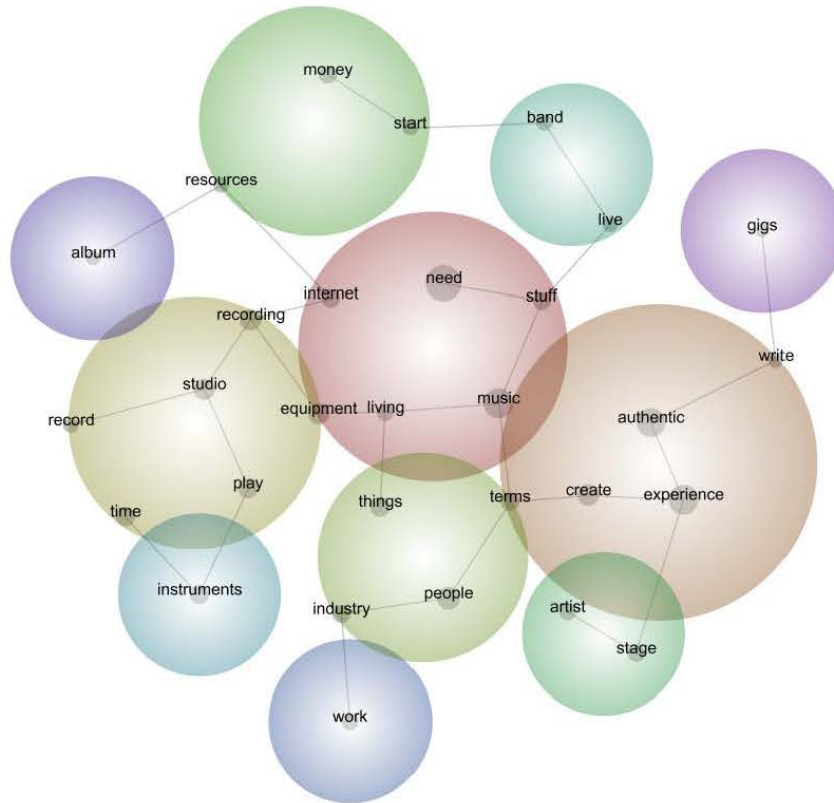 money
start
band
resources
live
gigs
album
need
internet
stuff
recording
write
studio
music
equipment
living
authentic
record
play
things
terms
create
experience
time
instruments
people
industry
artist
stage
work